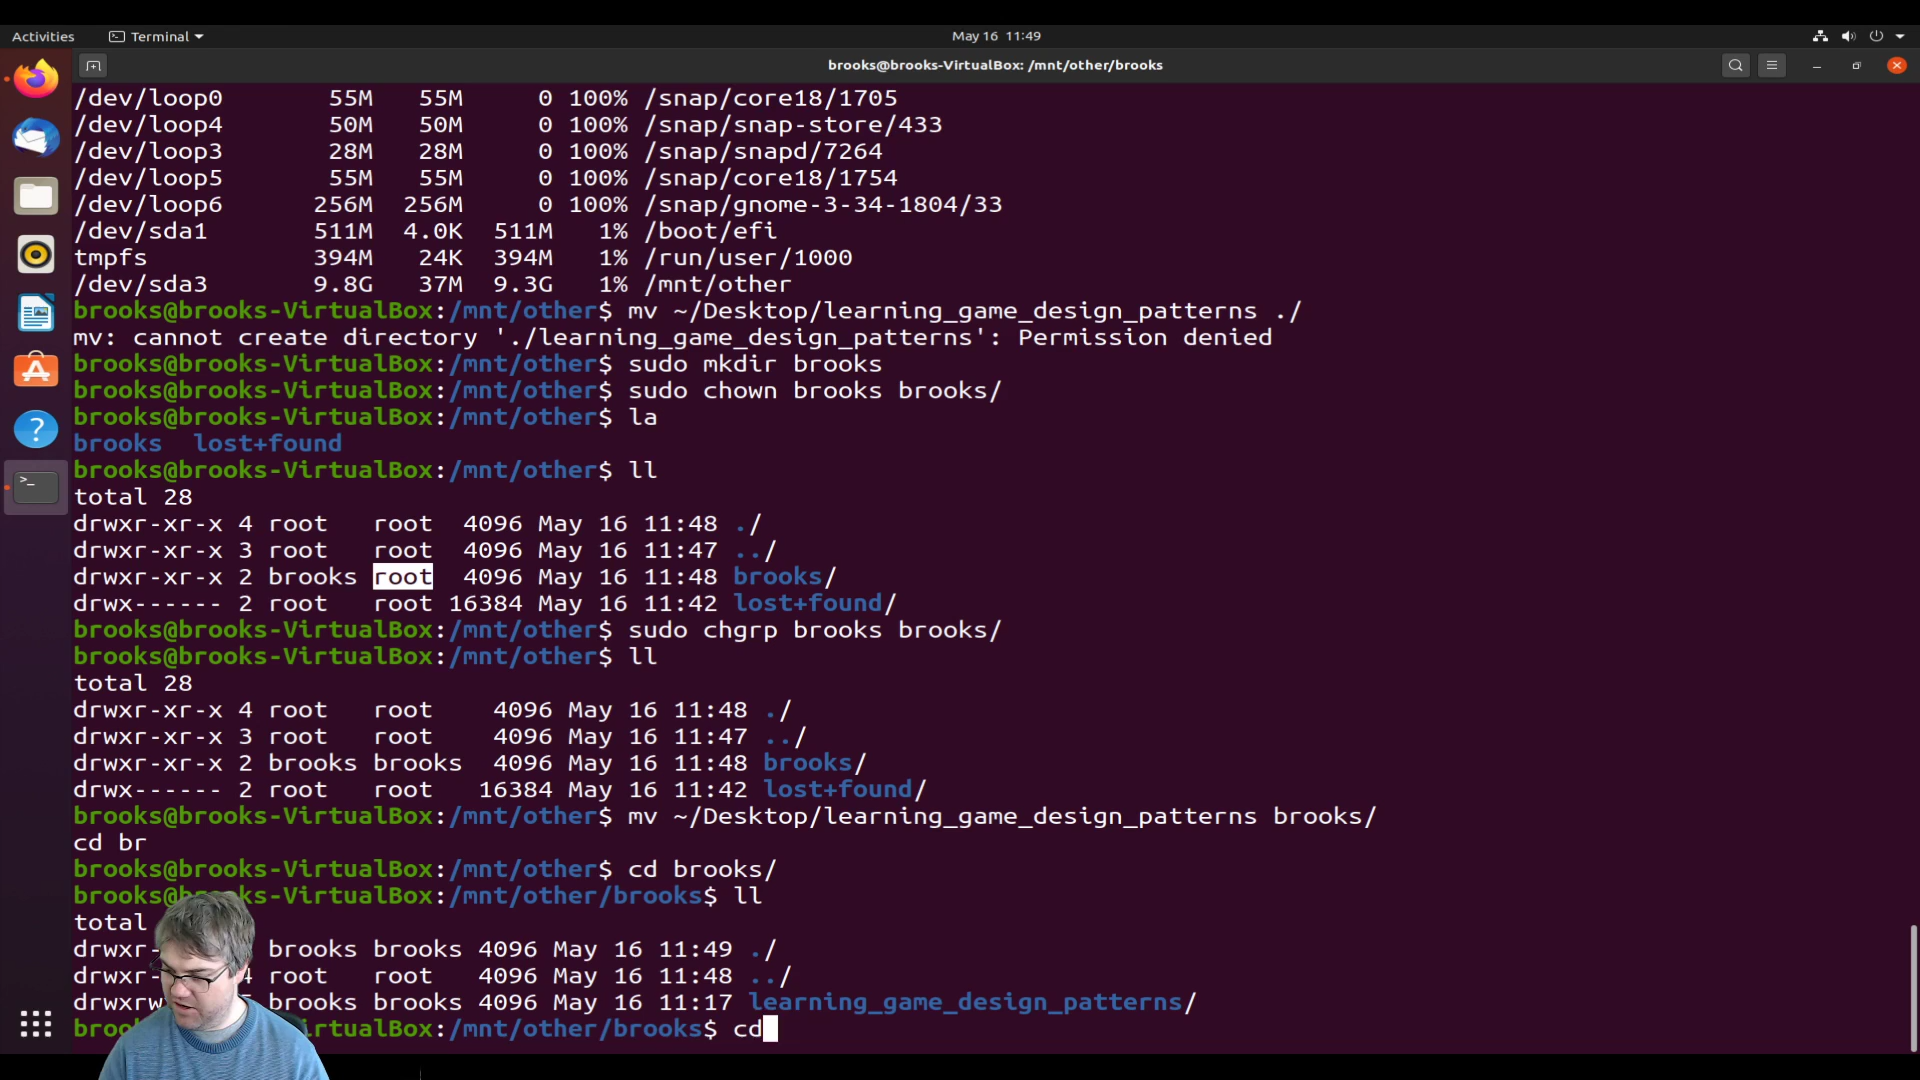 Activities Terminal May 16 11:49
brooks@brooks-VirtualBox: /mnt/other/brooks
/dev/loop0 55M 55M 0 100% /snap/core18/1705
/dev/loop4 50M 50M 0 100% /snap/snap-store/433
/dev/loop3 28M 28M 0 100% /snap/snapd/7264
/dev/loop5 55M 55M 0 100% /snap/core18/1754
/dev/loop6 256M 256M 0 100% /snap/gnome-3-34-1804/33
/dev/sda1 511M 4.0K 511M 1% /boot/efi
tmpfs 394M 24K 394M 1% /run/user/1000
/dev/sda3 9.8G 37M 9.3G 1% /mnt/other
brooks@brooks-VirtualBox:/mnt/other$ mv ~/Desktop/learning_game_design_patterns ./
mv: cannot create directory './learning_game_design_patterns': Permission denied
brooks@brooks-VirtualBox:/mnt/other$ sudo mkdir brooks
brooks@brooks-VirtualBox:/mnt/other$ sudo chown brooks brooks/
brooks@brooks-VirtualBox:/mnt/other$ la
brooks lost+found
brooks@brooks-VirtualBox:/mnt/other$ ll
total 28
drwxr-xr-x 4 root root 4096 May 16 11:48 ./
drwxr-xr-x 3 root root 4096 May 16 11:47 ../
drwxr-xr-x 2 brooks root 4096 May 16 11:48 brooks/
drwx------ 2 root root 16384 May 16 11:42 lost+found/
brooks@brooks-VirtualBox:/mnt/other$ sudo chgrp brooks brooks/
brooks@brooks-VirtualBox:/mnt/other$ ll
total 28
drwxr-xr-x 4 root root 4096 May 16 11:48 ./
drwxr-xr-x 3 root root 4096 May 16 11:47 ../
drwxr-xr-x 2 brooks brooks 4096 May 16 11:48 brooks/
drwx------ 2 root root 16384 May 16 11:42 lost+found/
brooks@brooks-VirtualBox:/mnt/other$ mv ~/Desktop/learning_game_design_patterns brooks/
cd br
brooks@brooks-VirtualBox:/mnt/other$ cd brooks/
brooks@brooks-VirtualBox:/mnt/other/brooks$ ll
total
drwxr- brooks brooks 4096 May 16 11:49 ./
drwxr- 4 root root 4096 May 16 11:48 ../
drwxrw brooks brooks 4096 May 16 11:17 learning_game_design_patterns/
broo irtualBox:/mnt/other/brooks$ cd